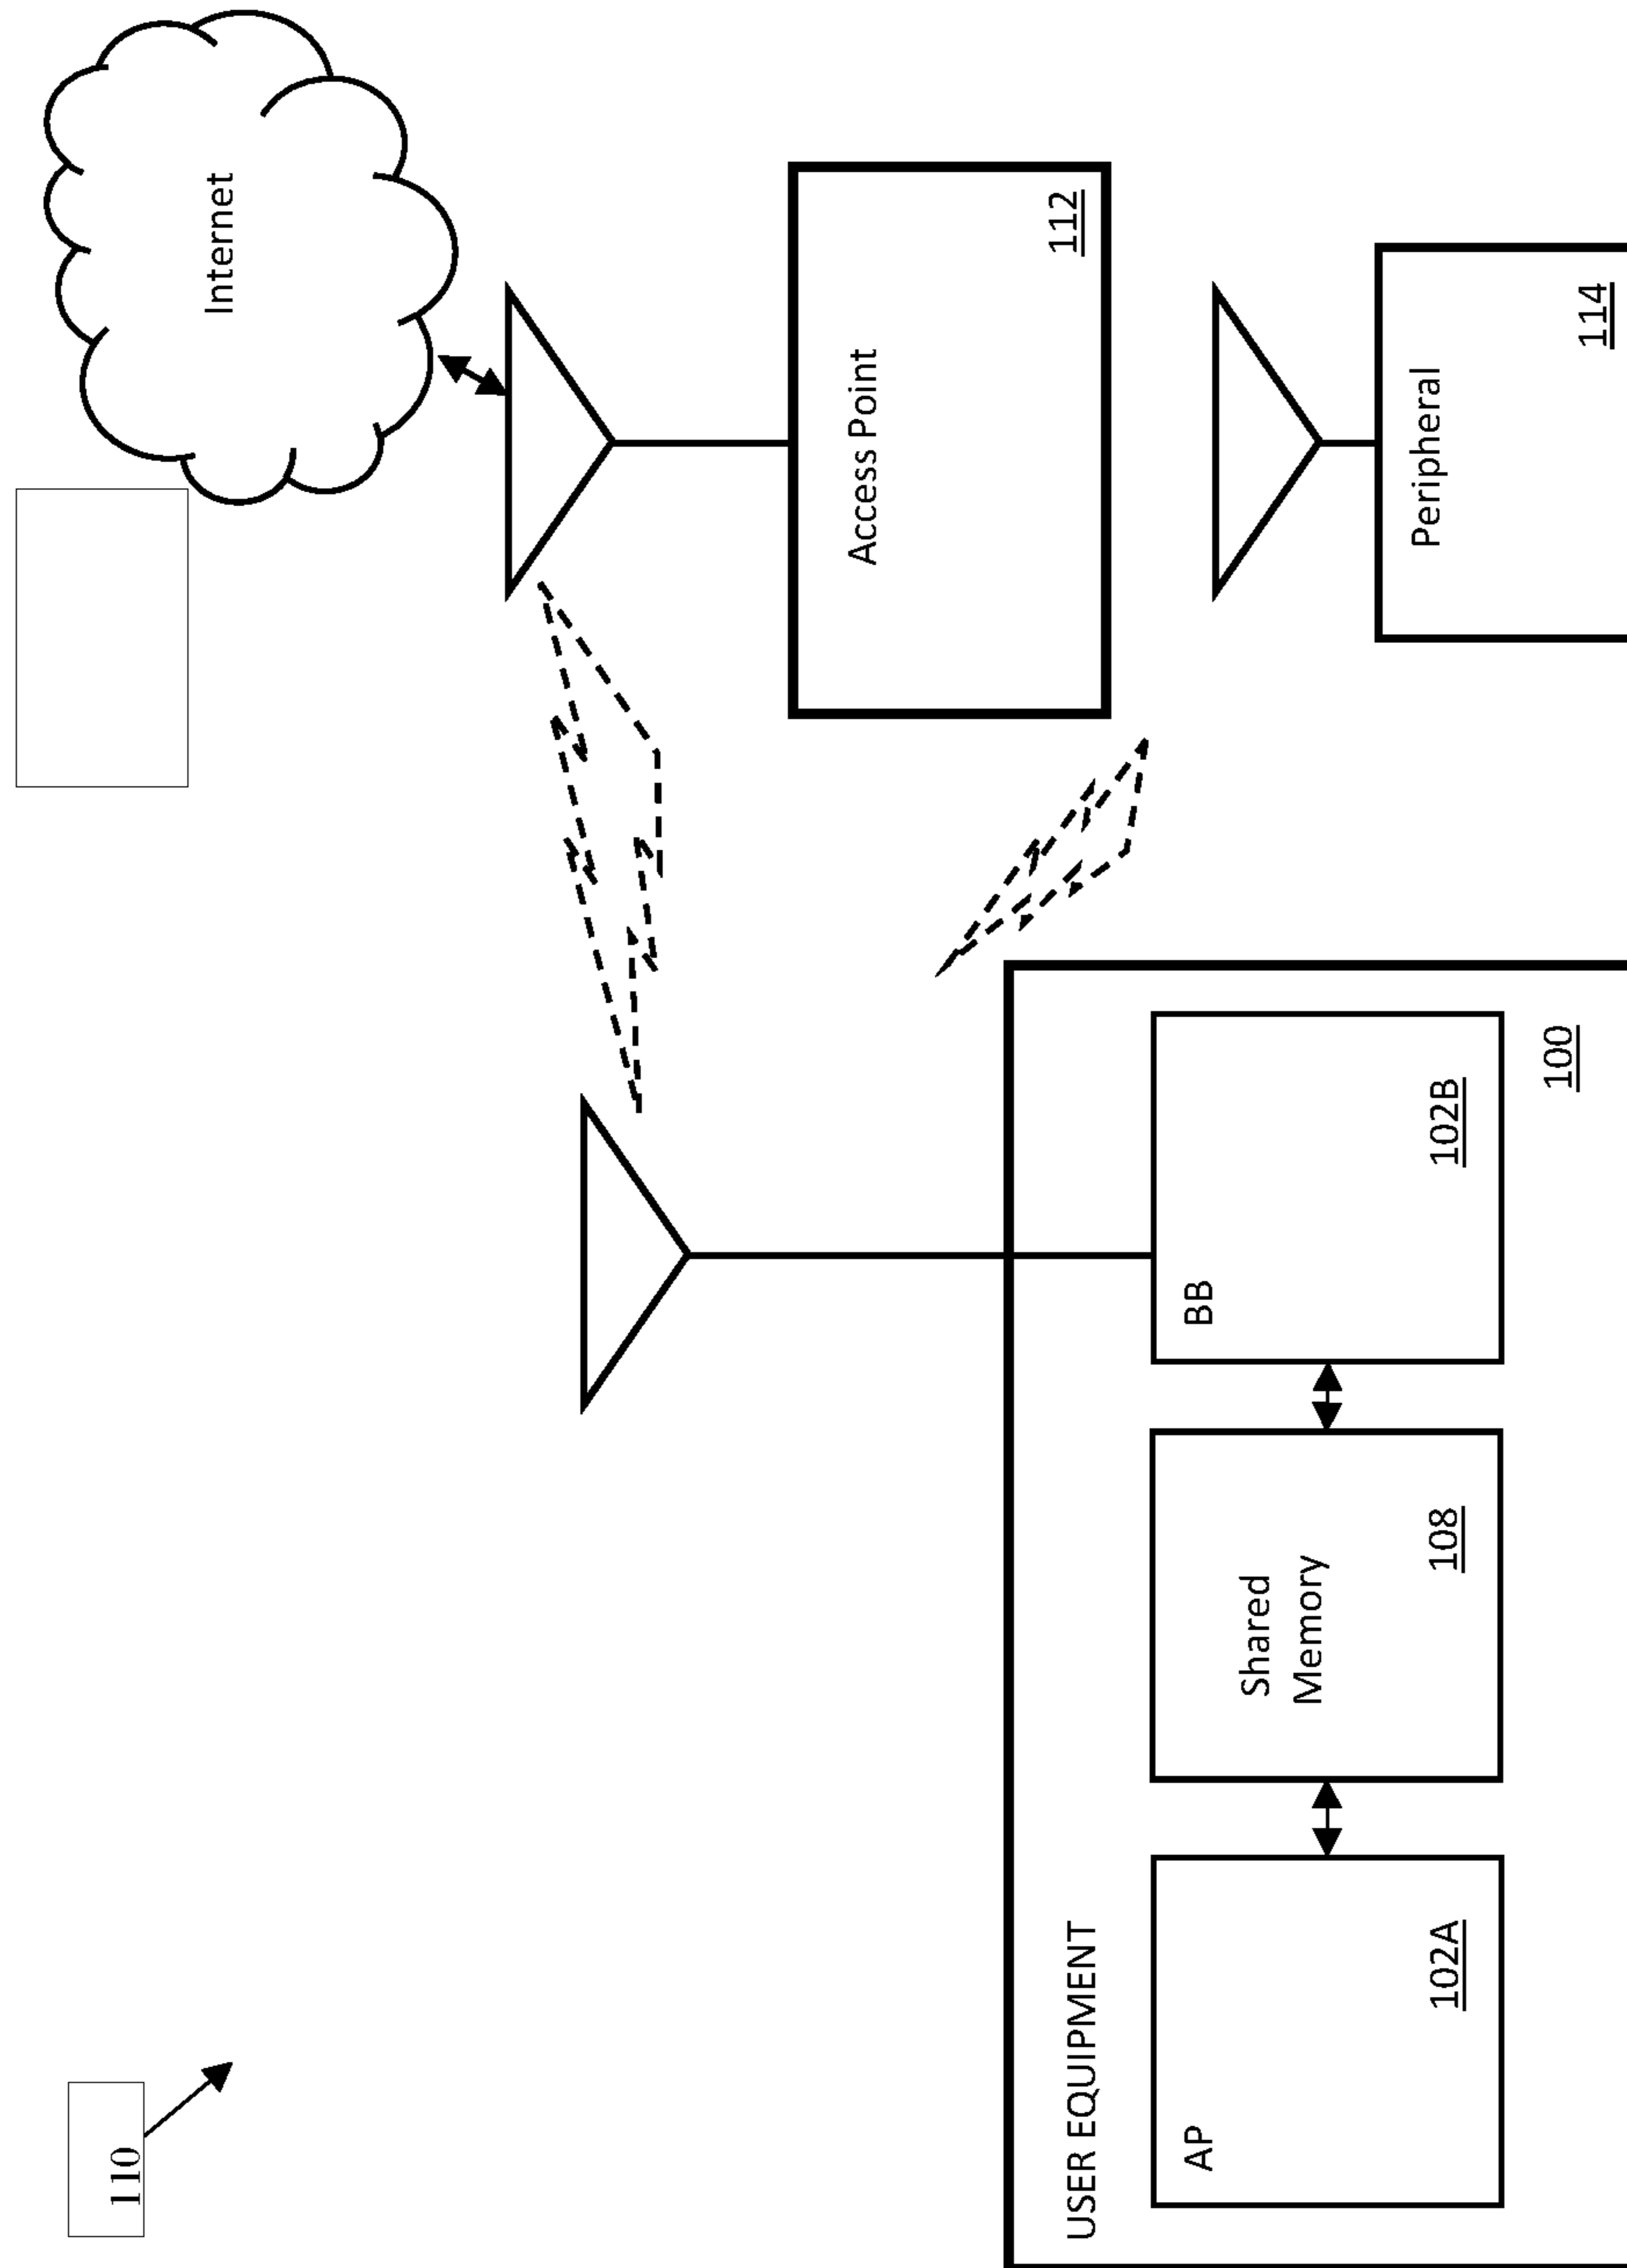 110
Internet
Access Point
112
Peripheral
114
USER EQUIPMENT
100
AP
102A
Shared
Memory
108
BB
102B